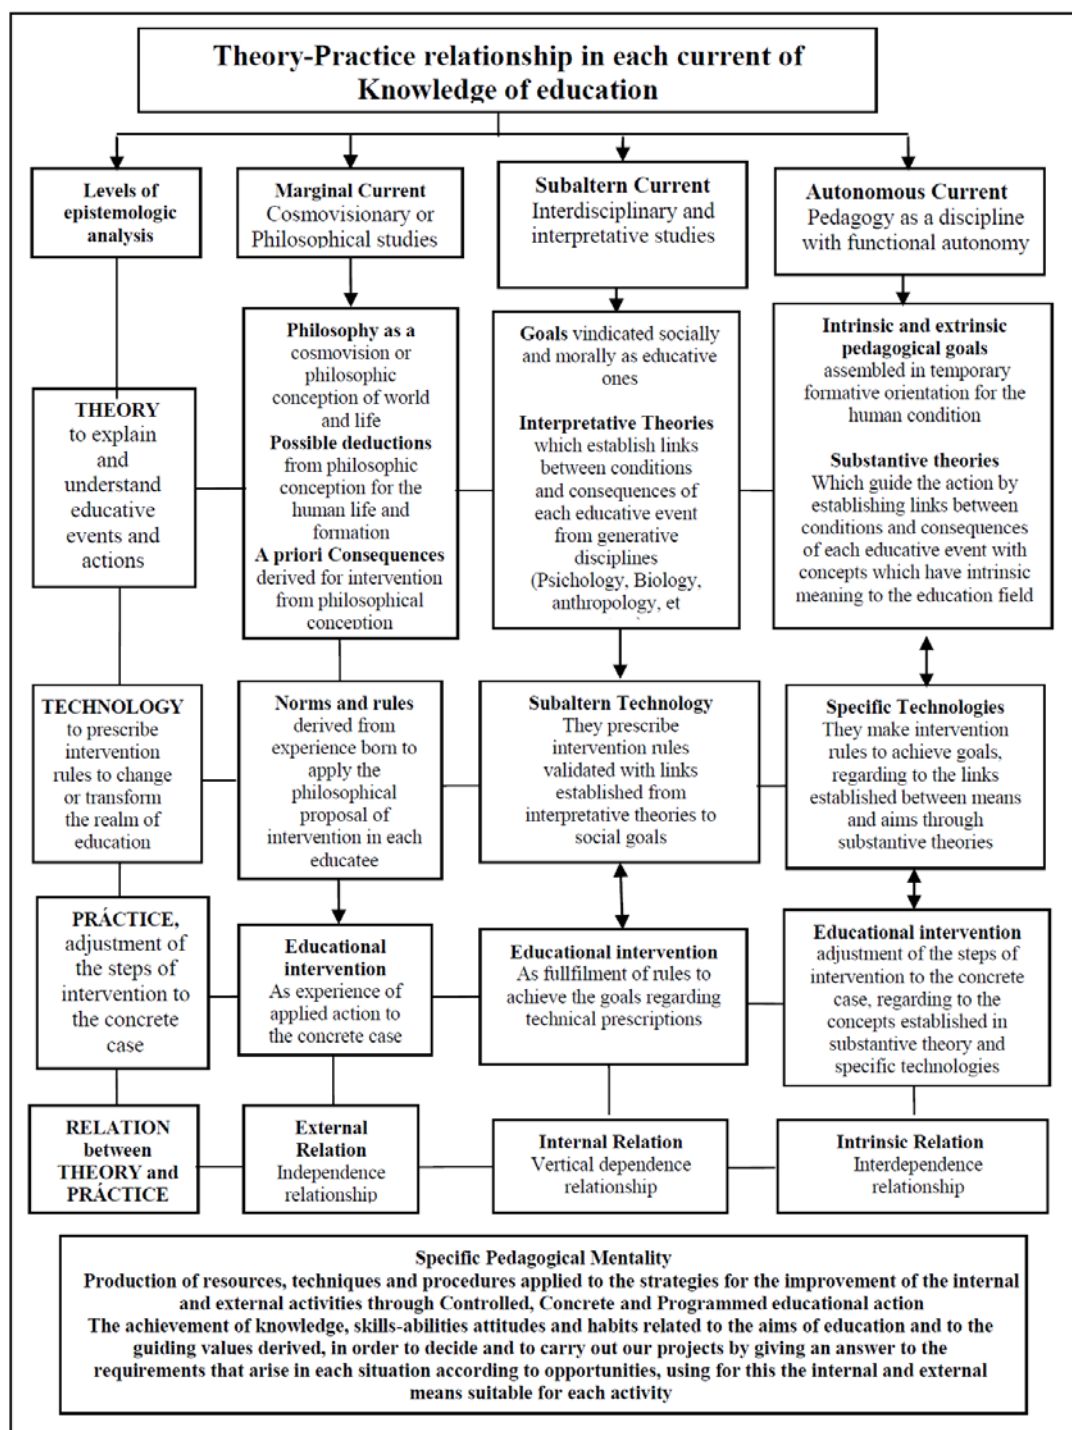 Theory-Practice relationship in each current of
Knowledge of education
Levels of
epistemologic
analysis
Marginal Current
Cosmovisionary or
Philosophical studies
Subaltern Current
Interdisciplinary and
interpretative studies
Autonomous Current
Pedagogy as a discipline
with functional autonomy
THEORY
to explain
and
understand
educative
events and
actions
Philosophy as a
cosmovision or
philosophic
conception of world
and life
Possible deductions
from philosophic
conception for the
human life and
formation
A priori Consequences
derived for intervention
from philosophical
conception
Goals vindicated socially
and morally as educative
ones
Interpretative Theories
which establish links
between conditions
and consequences of
each educative event
from generative
disciplines
(Psichology, Biology,
anthropology, et
Intrinsic and extrinsic
pedagogical goals
assembled in temporary
formative orientation for the
human condition
Substantive theories
Which guide the action by
establishing links between
conditions and consequences
of each educative event with
concepts which have intrinsic
meaning to the education field
TECHNOLOGY
to prescribe
intervention
rules to change
or transform
the realm of
education
Norms and rules
derived from
experience born to
apply the
philosophical
proposal of
intervention in each
educatee
Subaltern Technology
They prescribe
intervention rules
validated with links
established from
interpretative theories to
social goals
Specific Technologies
They make intervention
rules to achieve goals,
regarding to the links
established between means
and aims through
substantive theories
PRÁCTICE,
adjustment of
the steps of
intervention to
the concrete
case
Educational
intervention
As experience of
applied action to
the concrete case
Educational intervention
As fullfilment of rules to
achieve the goals regarding
technical prescriptions
Educational intervention
adjustment of the steps of
intervention to the concrete
case, regarding to the
concepts established in
substantive theory and
specific technologies
RELATION
between
THEORY and
PRÁCTICE
External
Relation
Independence
relationship
Internal Relation
Vertical dependence
relationship
Intrinsic Relation
Interdependence
relationship
Specific Pedagogical Mentality
Production of resources, techniques and procedures applied to the strategies for the improvement of the internal
and external activities through Controlled, Concrete and Programmed educational action
The achievement of knowledge, skills-abilities attitudes and habits related to the aims of education and to the
guiding values derived, in order to decide and to carry out our projects by giving an answer to the
requirements that arise in each situation according to opportunities, using for this the internal and external
means suitable for each activity